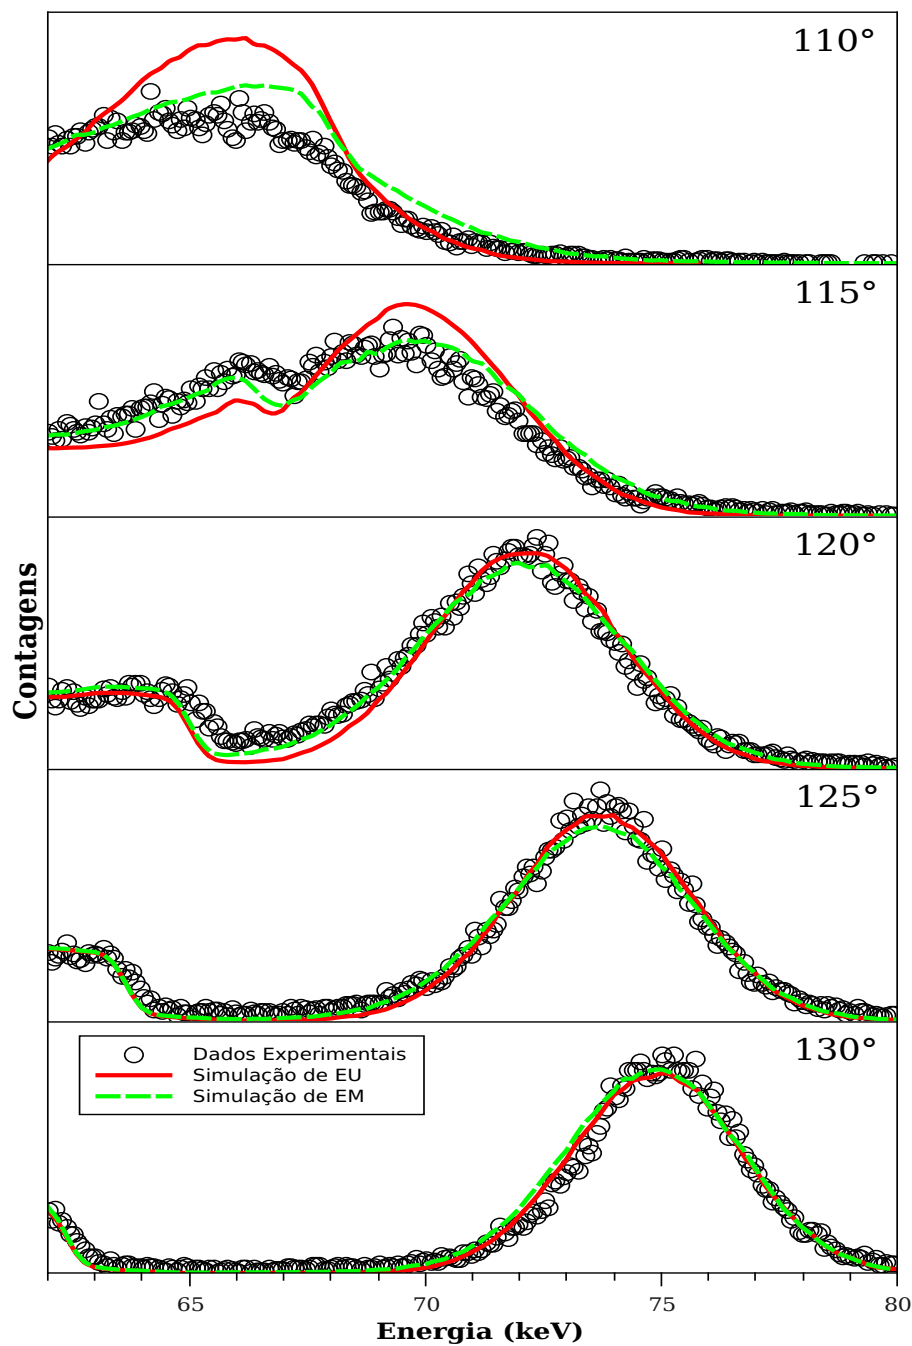 110°
115°
120°
Contagens
125°
130°
Dados Experimentais
Simulação de EU
Simulação de EM
65 70 75 80
Energia (keV)